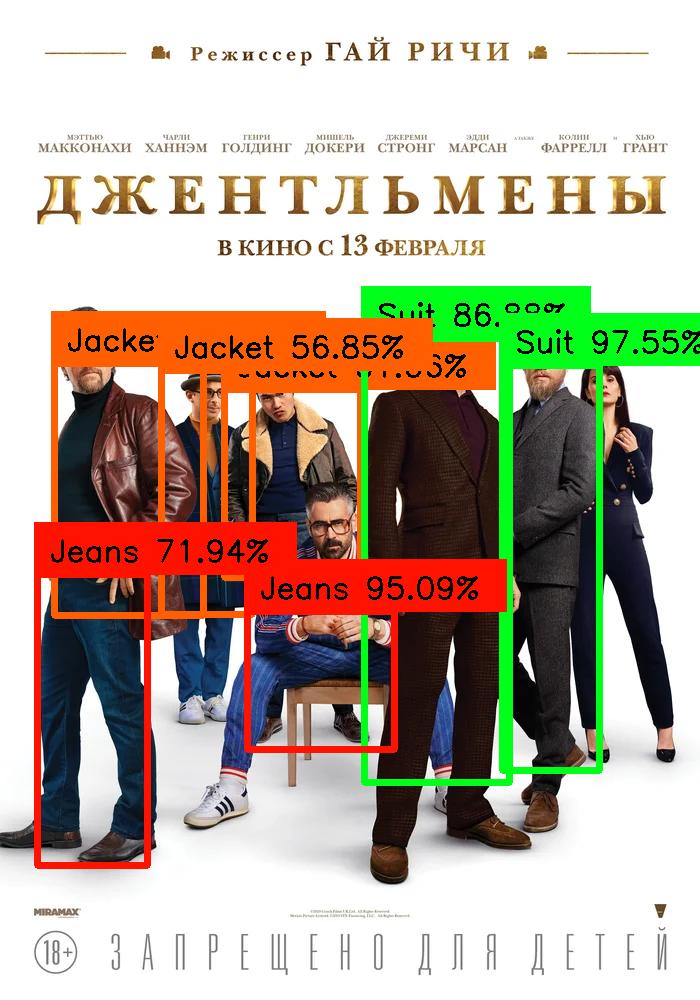 Режиссер ГАЙ РИЧИ
МЭТТЬЮ МАККОНАХИ ЧАРЛИ ХАННЭМ ГЕНРИ ГОЛДИНГ МИШЕЛЬ ДОКЕРИ ДЖЕРЕМИ СТРОНГ ЭДДИ МАРСАН А ТАКЖЕ КОЛИН ФАРРЕЛЛ И ХЬЮ ГРАНТ
ДЖЕНТЛЬМЕНЫ
В КИНО С 13 ФЕВРАЛЯ
Suit 86.88%
Jacket
Jacket 56.85%
Suit 97.55%
Jacket
Jeans 71.94%
Jeans 95.09%
MIRAMAX
18+ ЗАПРЕЩЕНО ДЛЯ ДЕТЕЙ